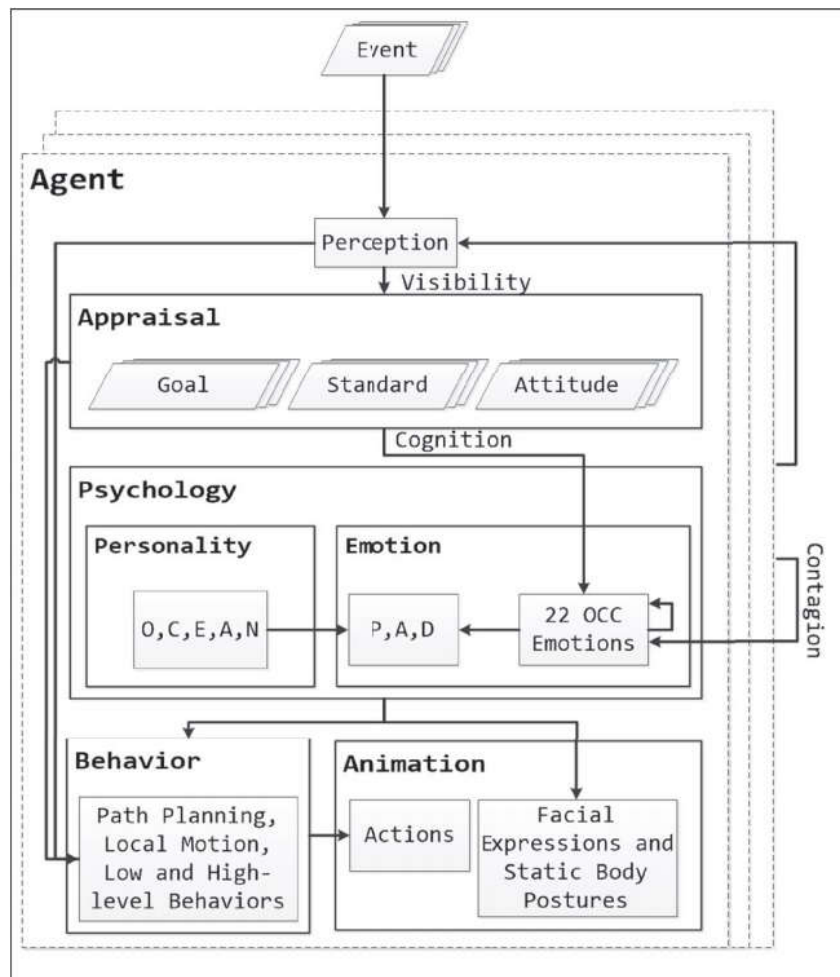 Event
Agent
Perception
Visibility
Appraisal
Goal
Standard
Attitude
Cognition
Psychology
Personality
Emotion
O,C,E,A,N
P,A,D
22 OCC
Emotions
Contagion
Behavior
Animation
Path Planning,
Local Motion,
Low and High-
level Behaviors
Actions
Facial
Expressions and
Static Body
Postures